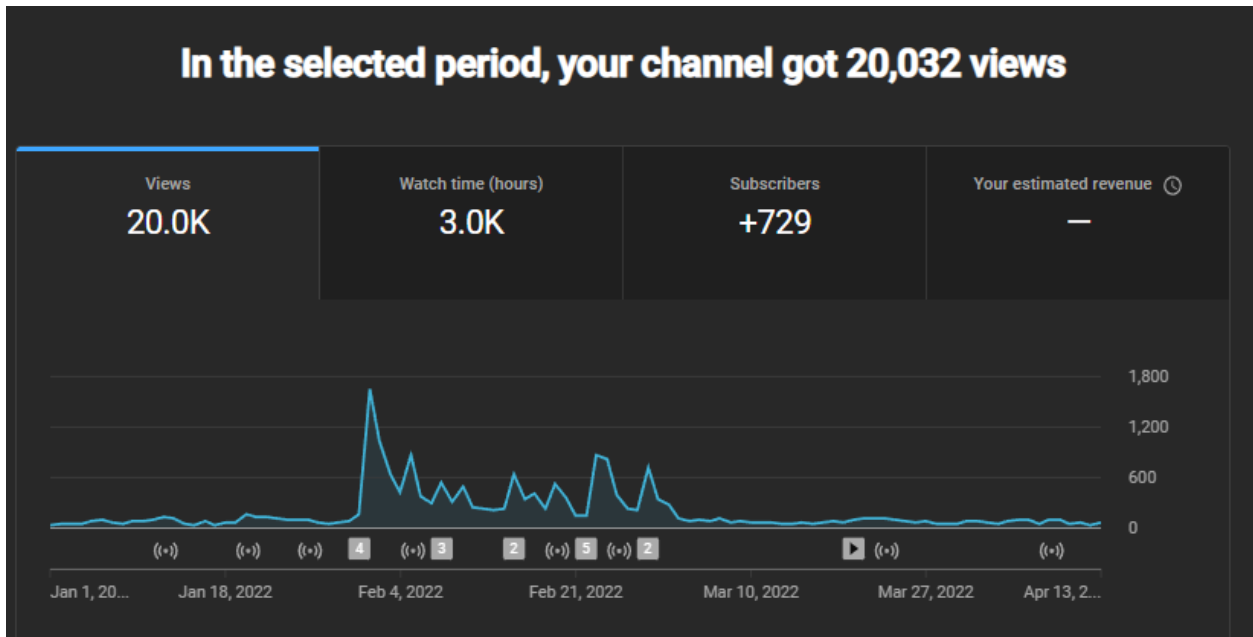 In the selected period, your channel got 20,032 views
Views
20.0K
Watch time (hours)
3.0K
Subscribers
+729
Your estimated revenue
—
1,800
1,200
600
0
4
3
2
5
2
Jan 1, 20...
Jan 18, 2022
Feb 4, 2022
Feb 21, 2022
Mar 10, 2022
Mar 27, 2022
Apr 13, 2...